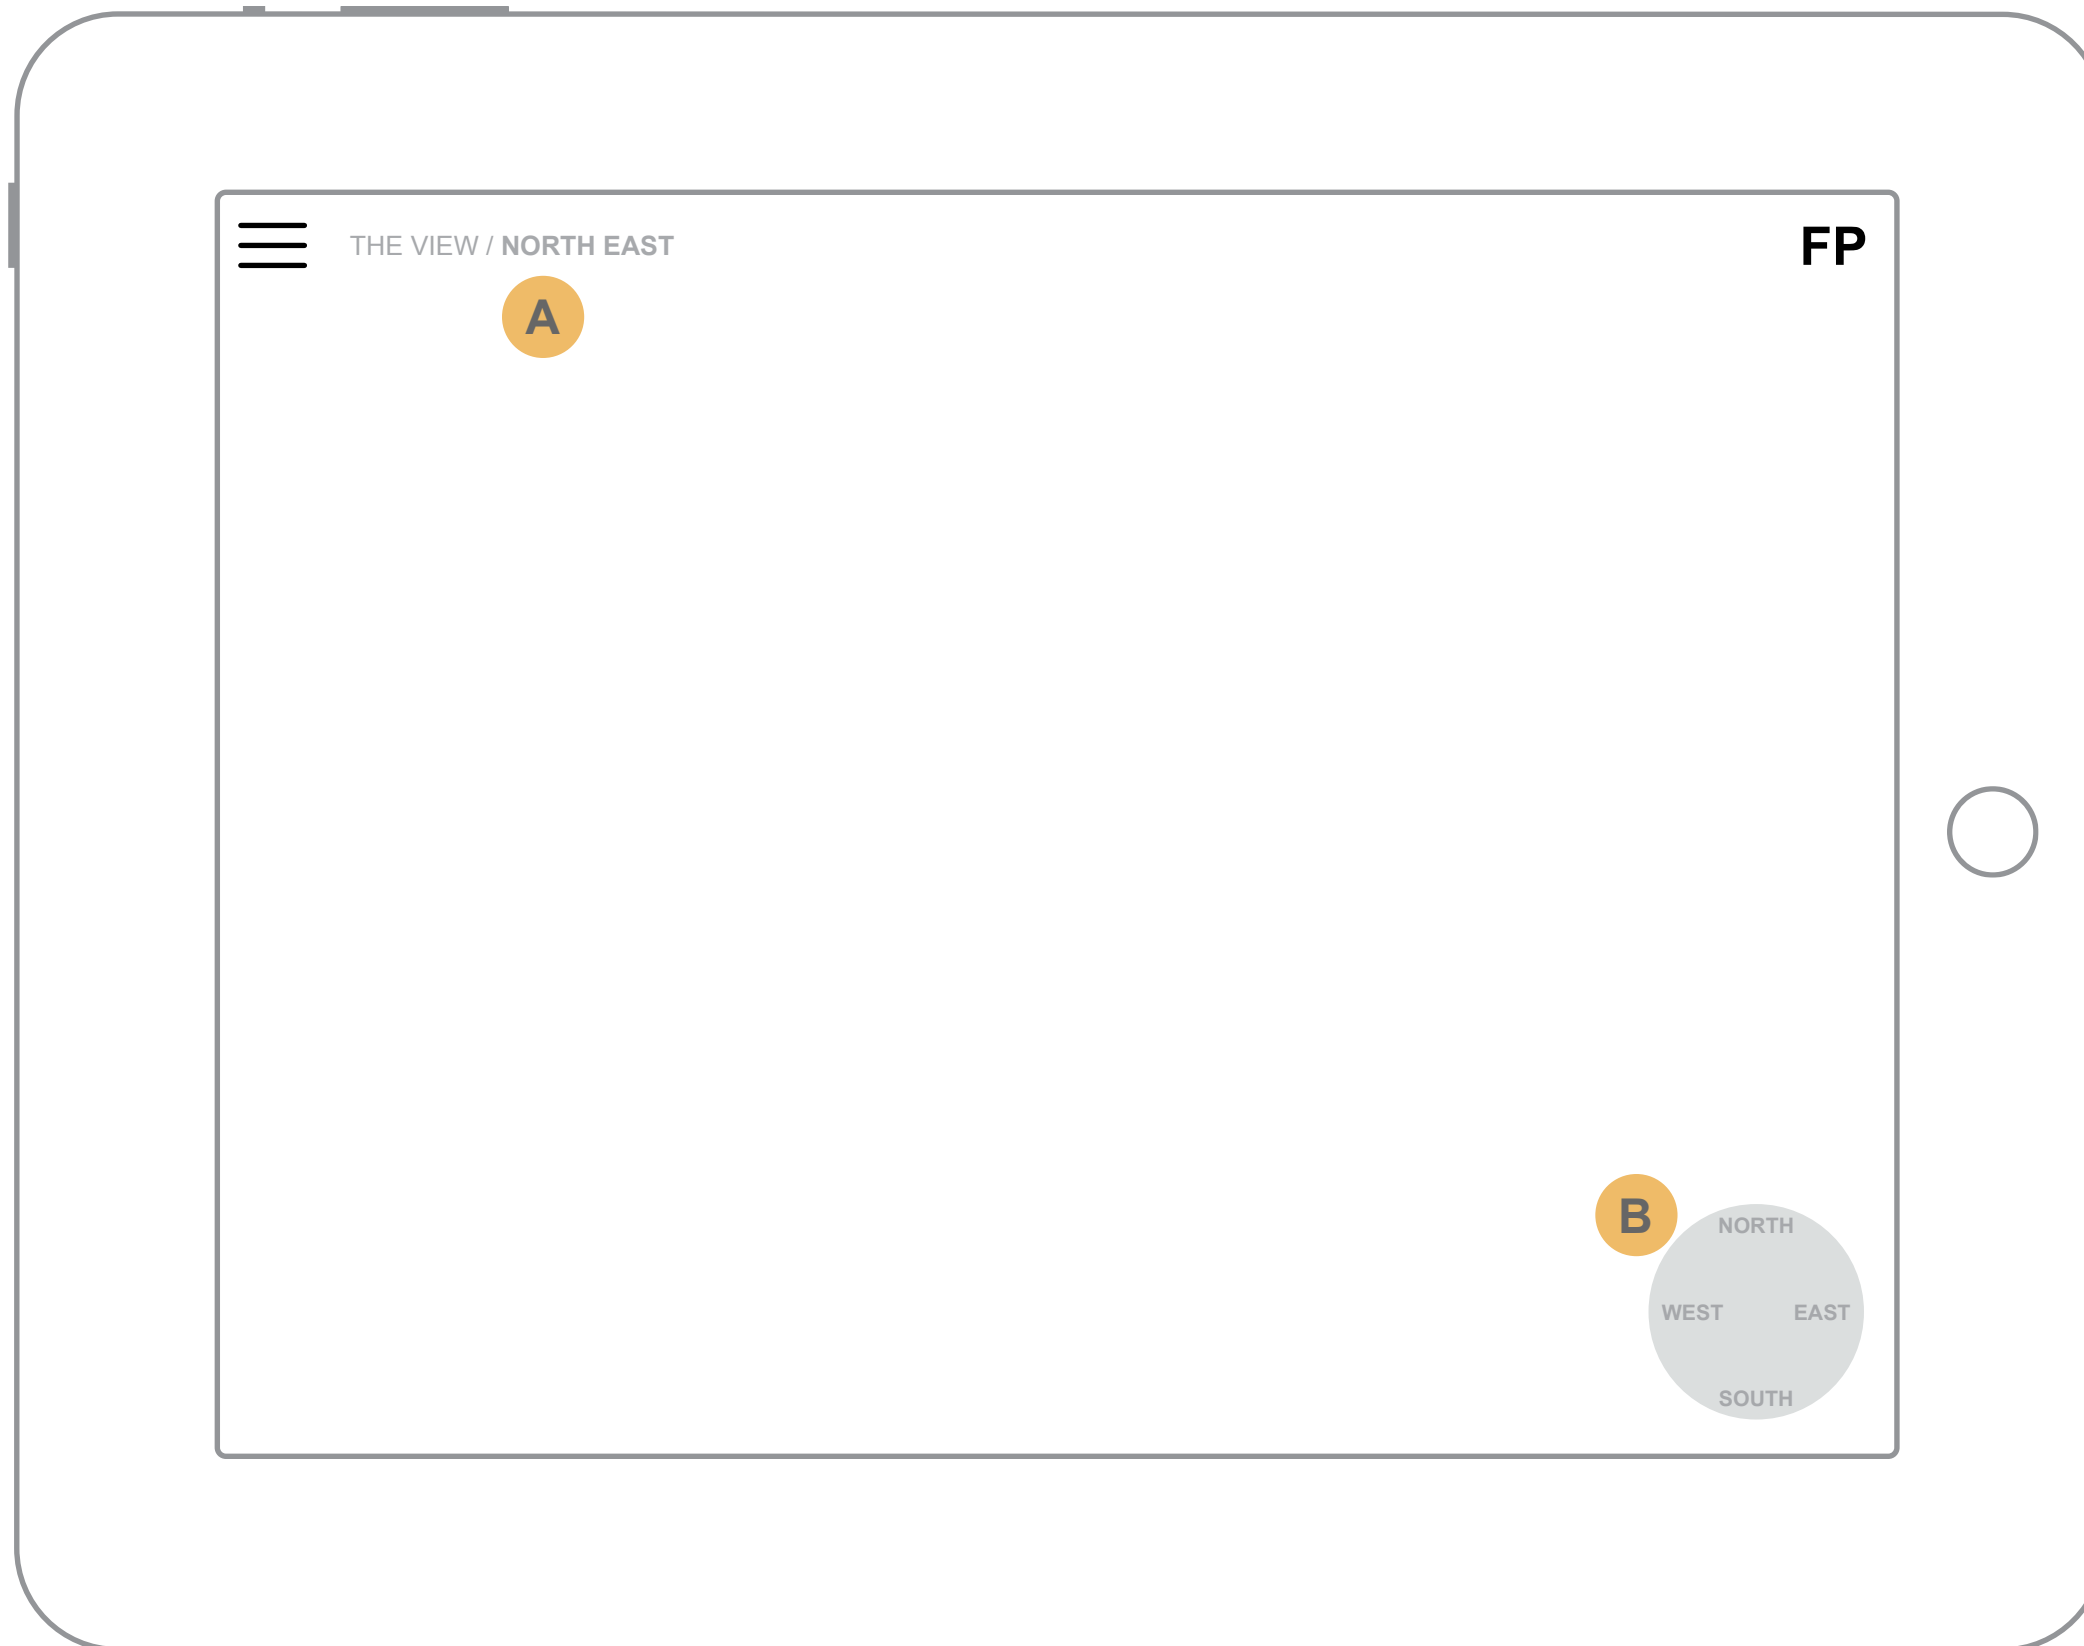 THE VIEW / NORTH EAST
FP
A
B
NORTH
WEST EAST
SOUTH